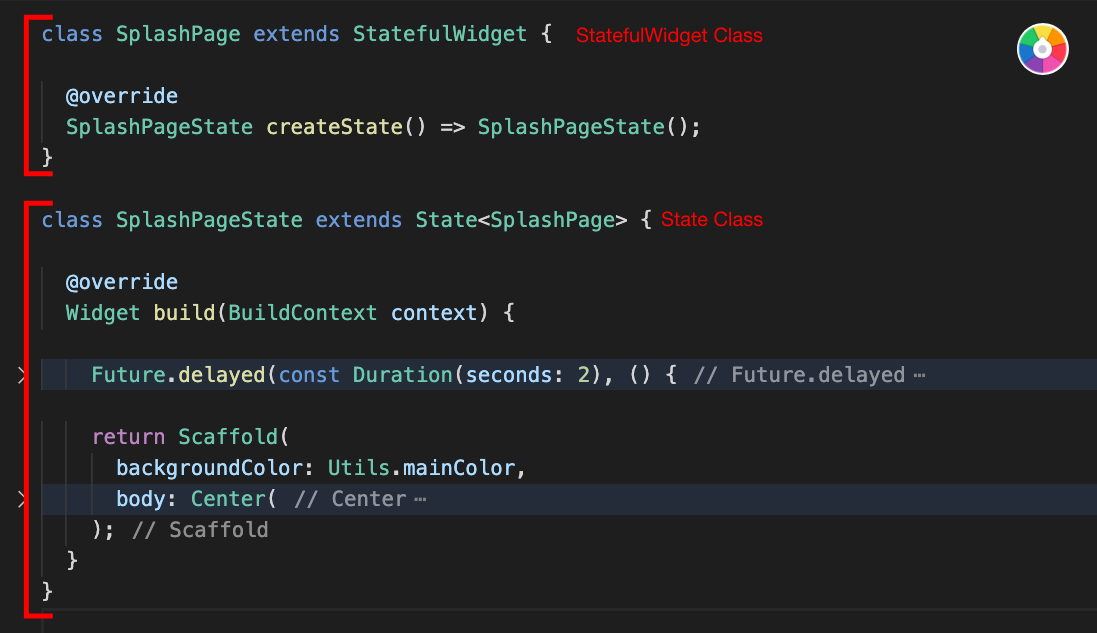 class SplashPage extends StatefulWidget { StatefulWidget Class
@override
SplashPageState createState() => SplashPageState();
}
class SplashPageState extends State<SplashPage> { State Class
@override
Widget build(BuildContext context) {
Future.delayed(const Duration(seconds: 2), () { // Future.delayed ⋯
return Scaffold(
backgroundColor: Utils.mainColor,
body: Center( // Center ⋯
); // Scaffold
}
}